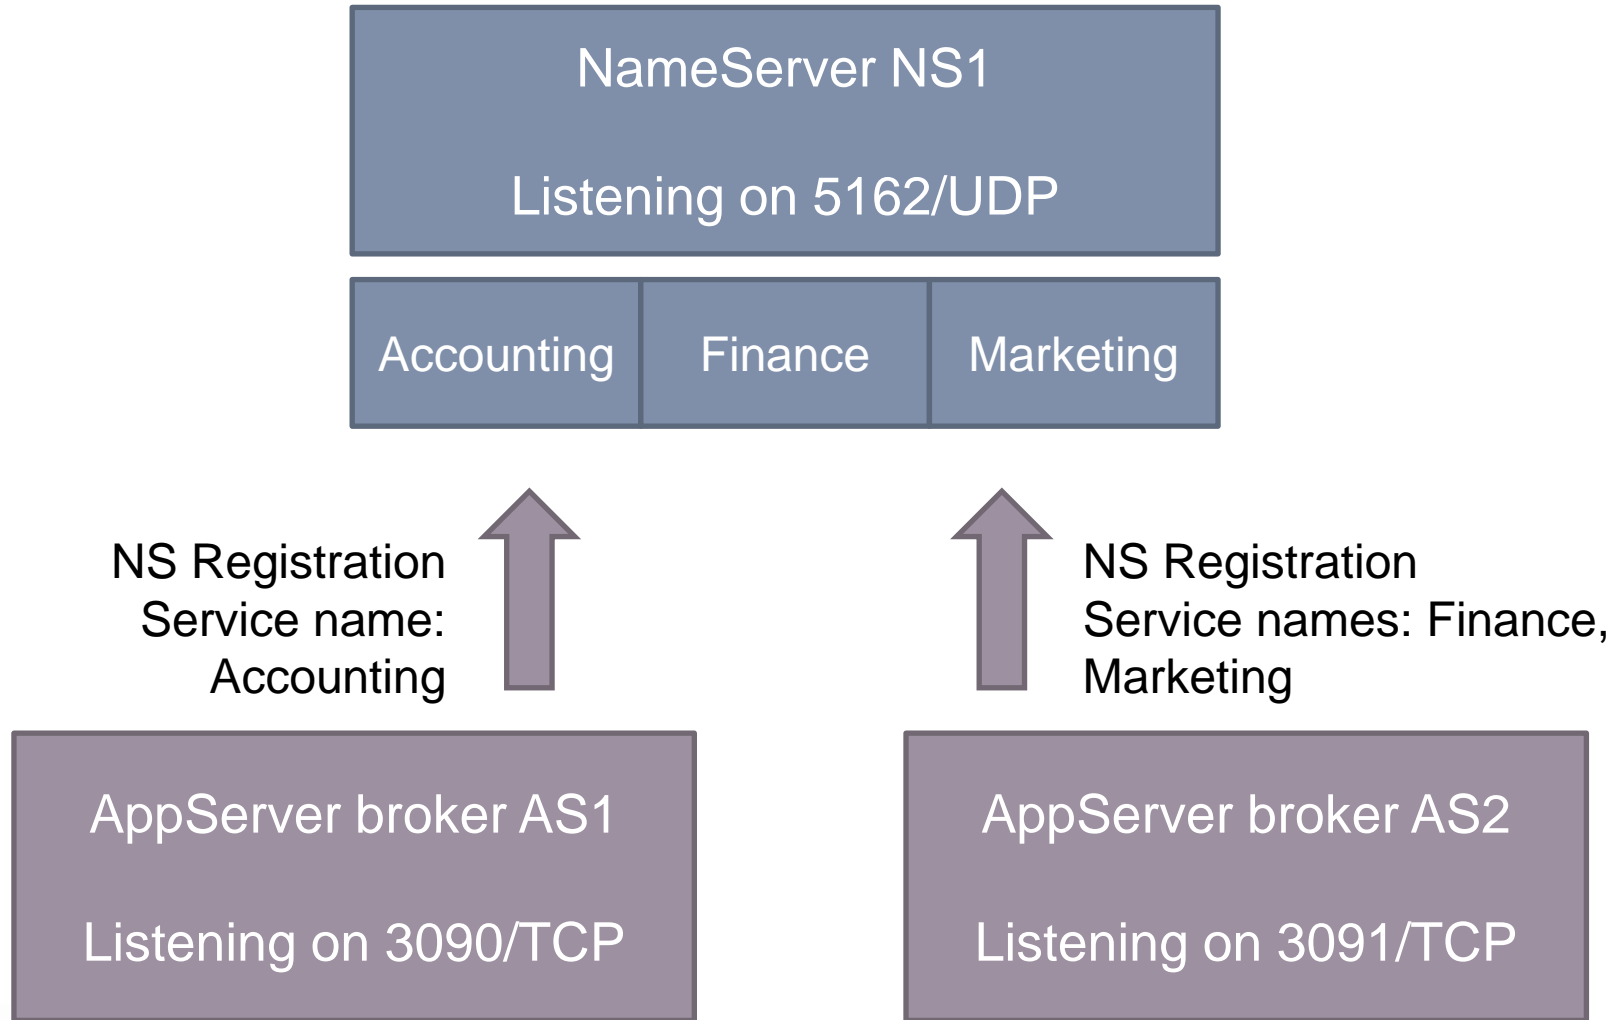 NameServer NS1
Listening on 5162/UDP
Accounting
Finance
Marketing
NS Registration
Service name:
Accounting
NS Registration
Service names: Finance,
Marketing
AppServer broker AS1
Listening on 3090/TCP
AppServer broker AS2
Listening on 3091/TCP